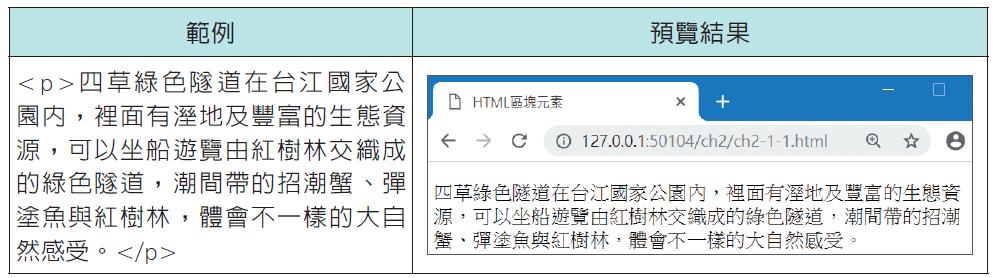 範例
預覽結果
<p>四草綠色隧道在台江國家公
園內，裡面有溼地及豐富的生態資
源，可以坐船遊覽由紅樹林交織成
的綠色隧道，潮間帶的招潮蟹、彈
塗魚與紅樹林，體會不一樣的大自
然感受。</p>
HTML區塊元素
127.0.0.1:50104/ch2/ch2-1-1.html
四草綠色隧道在台江國家公園內，裡面有溼地及豐富的生態資
源，可以坐船遊覽由紅樹林交織成的綠色隧道，潮間帶的招潮
蟹、彈塗魚與紅樹林，體會不一樣的大自然感受。